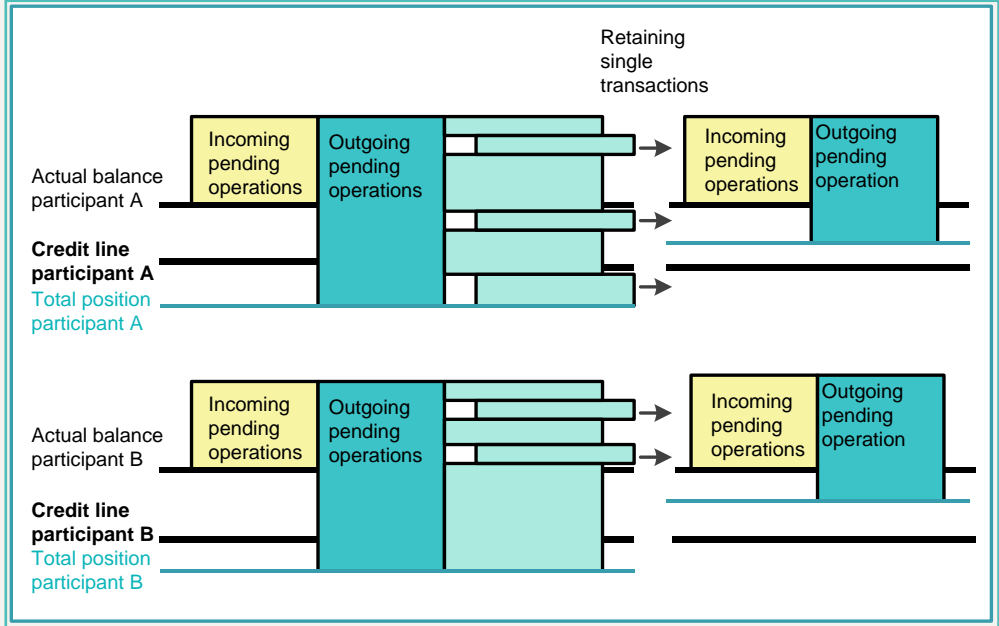 Retaining
single
transactions
Incoming
pending
operations
Outgoing
pending
operations
Incoming
pending
operations
Outgoing
pending
operation
Actual balance
participant A
Credit line
participant A
Total position
participant A
Incoming
pending
operations
Outgoing
pending
operations
Incoming
pending
operations
Outgoing
pending
operation
Actual balance
participant B
Credit line
participant B
Total position
participant B